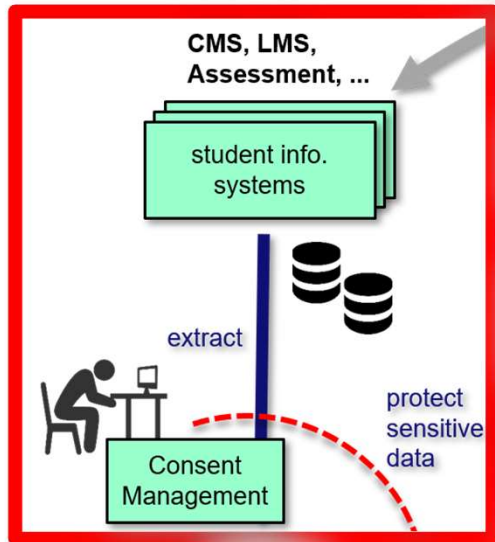 CMS, LMS,
Assessment, ...
student info.
systems
extract
protect
sensitive
data
Consent
Management